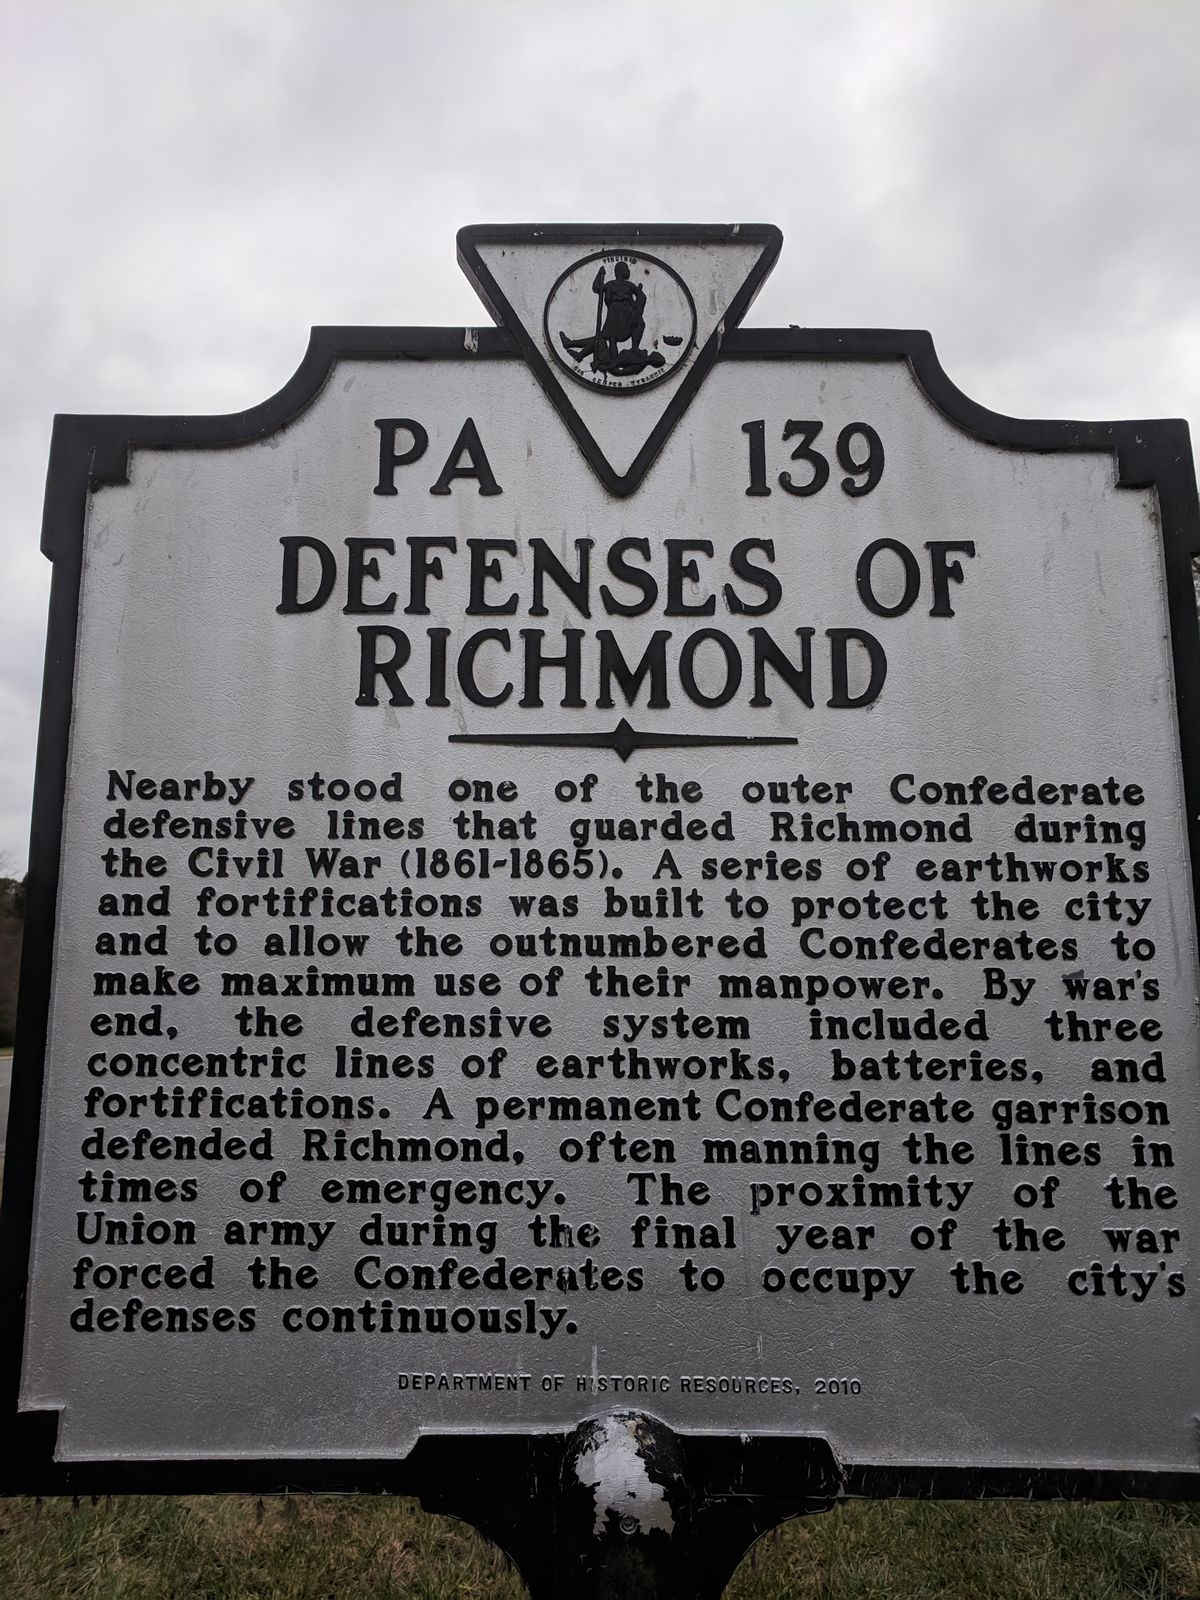 VIRGINIA
SIC SEMPER TYRANNIS
PA 139
DEFENSES OF
RICHMOND
Nearby stood one of the outer Confederate
defensive lines that guarded Richmond during
the Civil War (1861-1865). A series of earthworks
and fortifications was built to protect the city
and to allow the outnumbered Confederates to
make maximum use of their manpower. By war's
end, the defensive system included three
concentric lines of earthworks, batteries, and
fortifications. A permanent Confederate garrison
defended Richmond, often manning the lines in
times of emergency. The proximity of the
Union army during the final year of the war
forced the Confederates to occupy the city's
defenses continuously.
DEPARTMENT OF HISTORIC RESOURCES, 2010